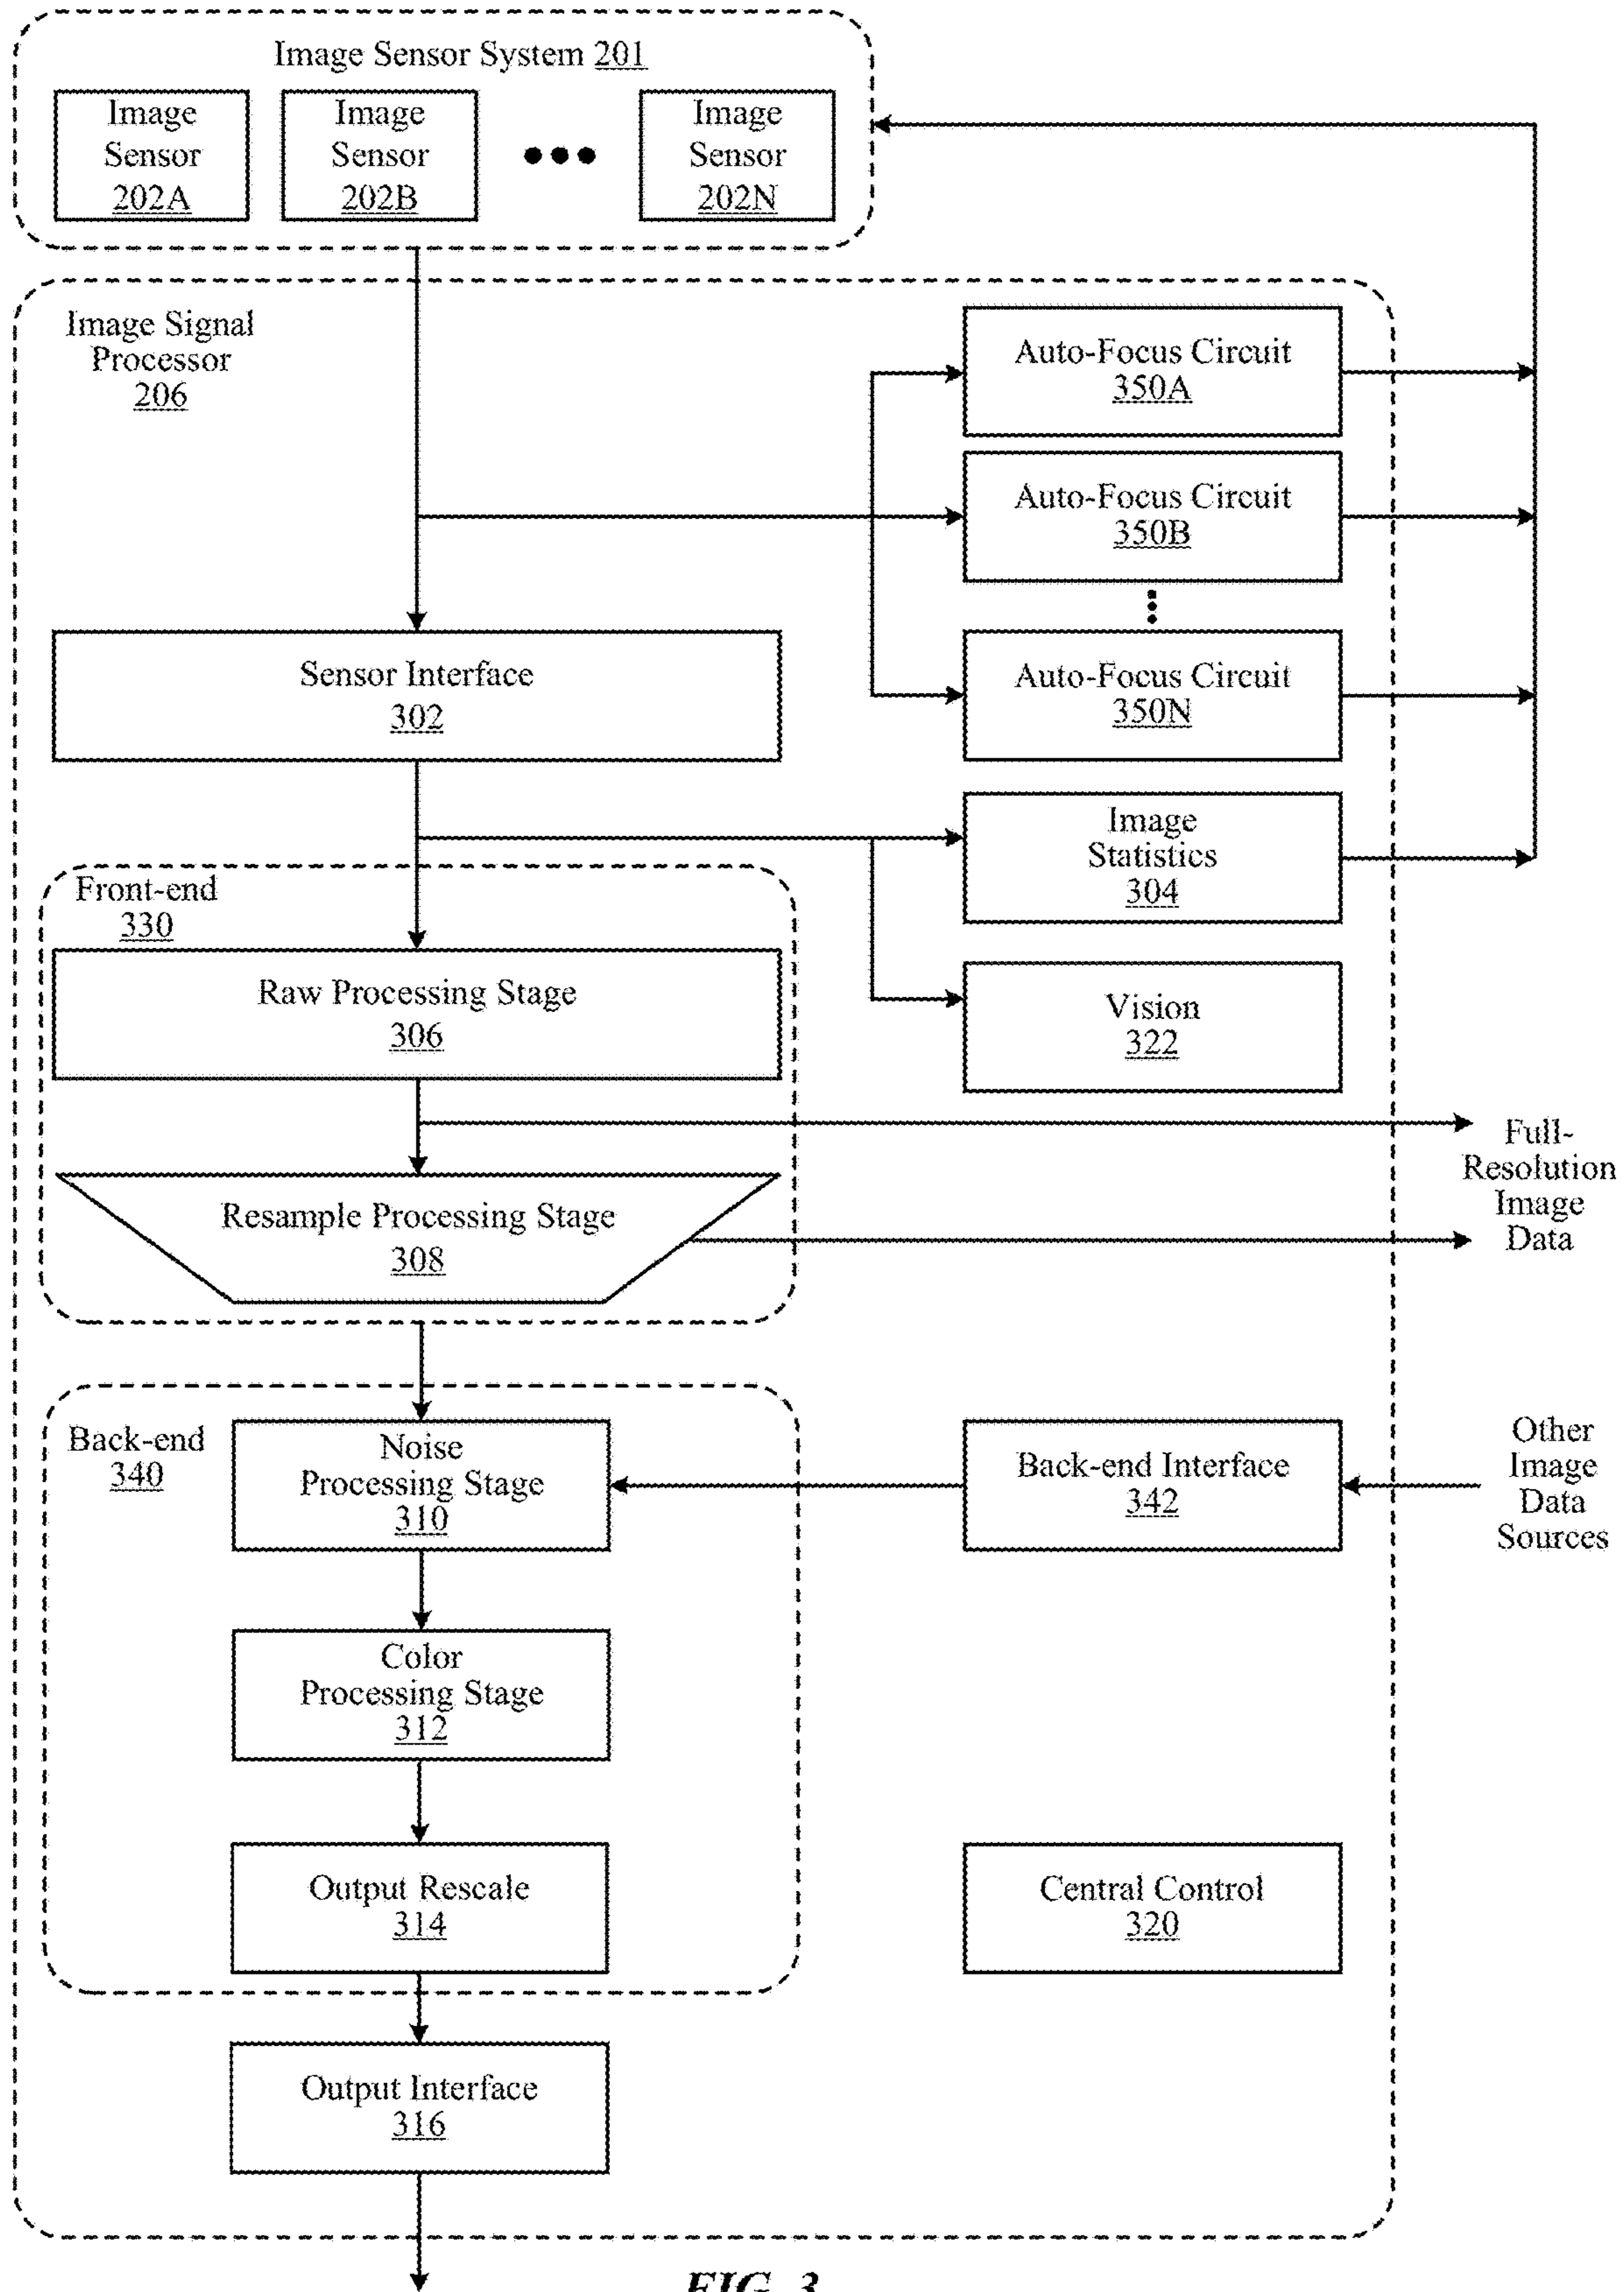 Image Sensor System 201
Image
Sensor
202A
Image
Sensor
202B
Image
Sensor
202N
Image Signal
Processor
206
Auto-Focus Circuit
350A
Auto-Focus Circuit
350B
Auto-Focus Circuit
350N
Sensor Interface
302
Image
Statistics
304
Front-end
330
Raw Processing Stage
306
Vision
322
Full-
Resolution
Image
Data
Resample Processing Stage
308
Back-end
340
Noise
Processing Stage
310
Back-end Interface
342
Other
Image
Data
Sources
Color
Processing Stage
312
Output Rescale
314
Central Control
320
Output Interface
316
FIG. 3